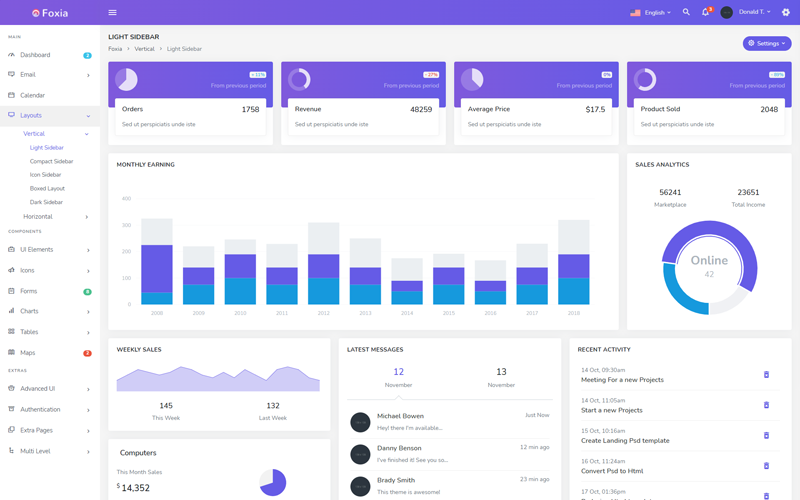 Foxia
English
3
Donald T.
MAIN
Dashboard
2
Email
Calendar
Layouts
Vertical
Light Sidebar
Compact Sidebar
Icon Sidebar
Boxed Layout
Dark Sidebar
Horizontal
COMPONENTS
UI Elements
Icons
Forms
Charts
Tables
Maps
2
EXTRAS
Advanced UI
Authentication
Extra Pages
Multi Level
LIGHT SIDEBAR
Foxia > Vertical > Light Sidebar
Settings
From previous period
Orders 1758
Sed ut perspiciatis unde iste
From previous period
Revenue 48259
Sed ut perspiciatis unde iste
0%
From previous period
Average Price $17.5
Sed ut perspiciatis unde iste
From previous period
Product Sold 2048
Sed ut perspiciatis unde iste
MONTHLY EARNING
400
300
200
100
0
2008 2009 2010 2011 2012 2013 2014 2015 2016 2017 2018
SALES ANALYTICS
56241 23651
Marketplace Total Income
Online
42
WEEKLY SALES
145 132
This Week Last Week
Computers
This Month Sales
$ 14,352
LATEST MESSAGES
12 13
November November
Michael Bowen Just Now
Hey! there I'm available...
Danny Benson 12 min ago
I've finished it! See you so...
Brady Smith 23 min ago
This theme is awesome!
RECENT ACTIVITY
14 Oct, 09:30am
Meeting For a new Projects
14 Oct, 11:05am
Start a new Projects
15 Oct, 10:16am
Create Landing Psd template
16 Oct, 11:24am
Convert Psd to Html
17 Oct, 01:36pm